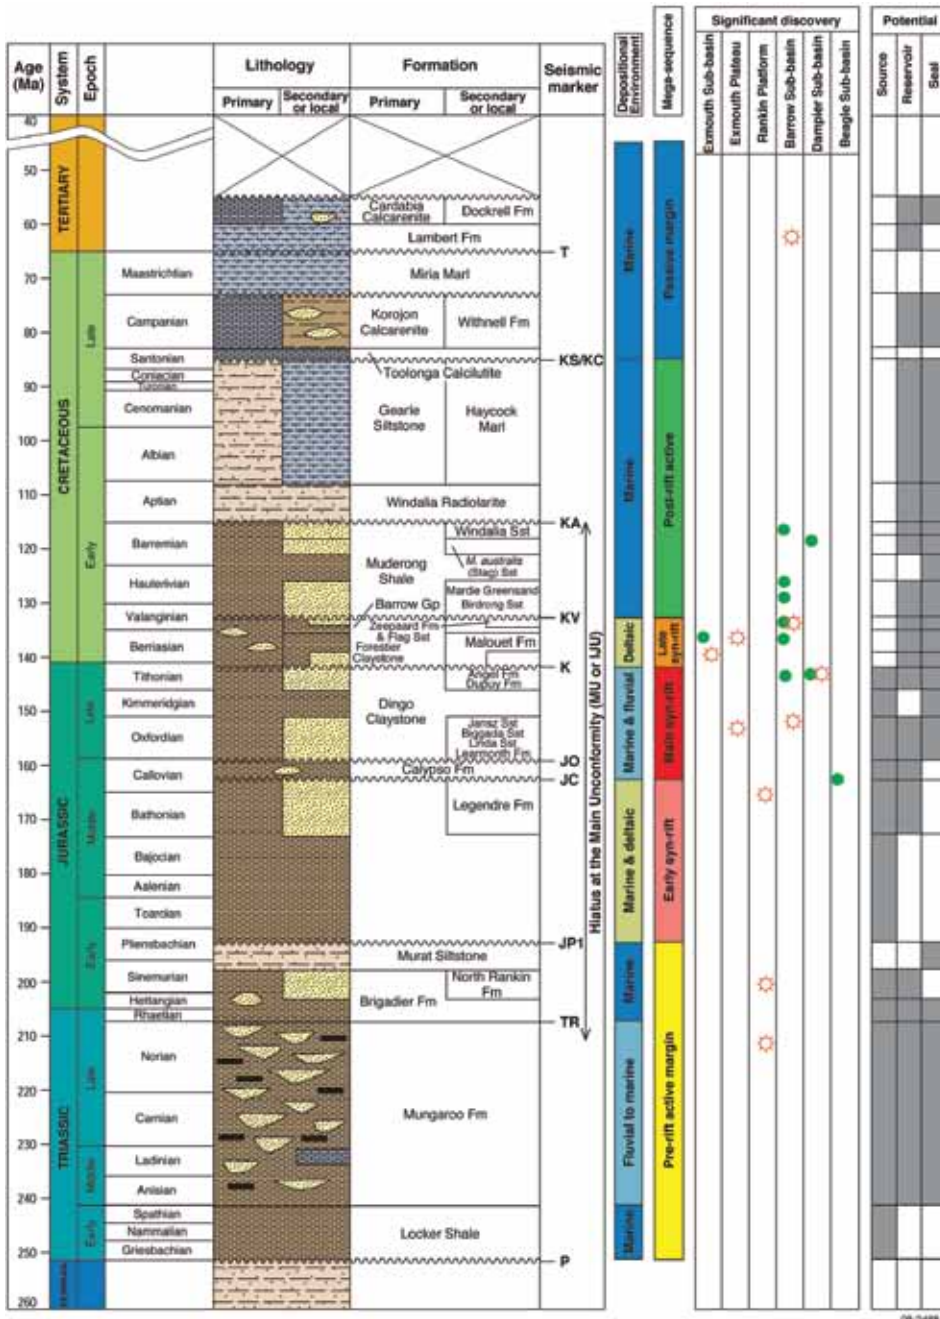 Age
(Ma)
System
Epoch
Lithology
Primary
Secondary
or local
Formation
Primary
Secondary
or local
Seismic
marker
Depositional
Environment
Mega-sequence
Significant discovery
Exmouth Sub-basin
Exmouth Plateau
Rankin Platform
Barrow Sub-basin
Dampier Sub-basin
Beagle Sub-basin
Potential
Source
Reservoir
Seal
40
50
60
70
80
90
100
110
120
130
140
150
160
170
180
190
200
210
220
230
240
250
260
TERTIARY
CRETACEOUS
JURASSIC
TRIASSIC
Late
Early
Late
Middle
Early
Late
Middle
Early
Maastrichtian
Campanian
Santonian
Coniacian
Turonian
Cenomanian
Albian
Aptian
Barremian
Hauterivian
Valanginian
Berriasian
Tithonian
Kimmeridgian
Oxfordian
Callovian
Bathonian
Bajocian
Aalenian
Toarcian
Pliensbachian
Sinemurian
Hettangian
Rhaetian
Norian
Carnian
Ladinian
Anisian
Spathian
Nammalian
Griesbachian
Cardabia
Calcarenite
Dockrell Fm
Lambert Fm
Miria Marl
Korojon
Calcarenite
Withnell Fm
Toolonga Calcilutite
Gearle
Siltstone
Haycock
Marl
Windalia Radiolarite
Muderong
Shale
Windalia Sst
M. australis
(Stag) Sst
Mardie Greensand
Birdrong Sst
Barrow Gp
Zeepaard Fm
& Flag Sst
Forestier
Claystone
Malouet Fm
Angel Fm
Dupuy Fm
Dingo
Claystone
Jansz Sst
Biggada Sst
Linda Sst
Learmonth Fm
Calypso Fm
Legendre Fm
Murat Siltstone
North Rankin
Fm
Brigadier Fm
Mungaroo Fm
Locker Shale
T
KS/KC
KA
KV
K
JO
JC
JP1
TR
P
Hiatus at the Main Unconformity (MU or IJU)
Marine
Marine
Deltaic
Marine & fluvial
Marine & deltaic
Marine
Fluvial to marine
Marine
Passive margin
Post-rift active
Late
syn-rift
Main syn-rift
Early syn-rift
Pre-rift active margin